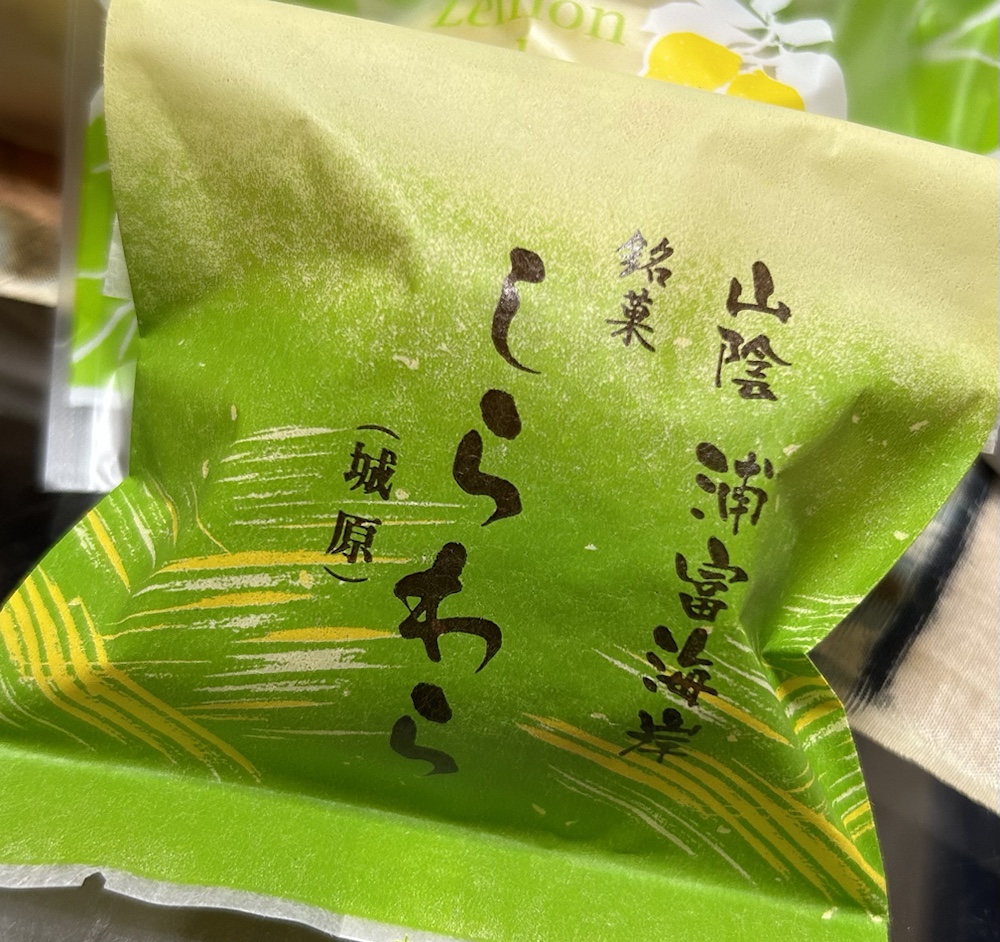 山陰 浦富海岸
銘菓
しらわら
(城原)